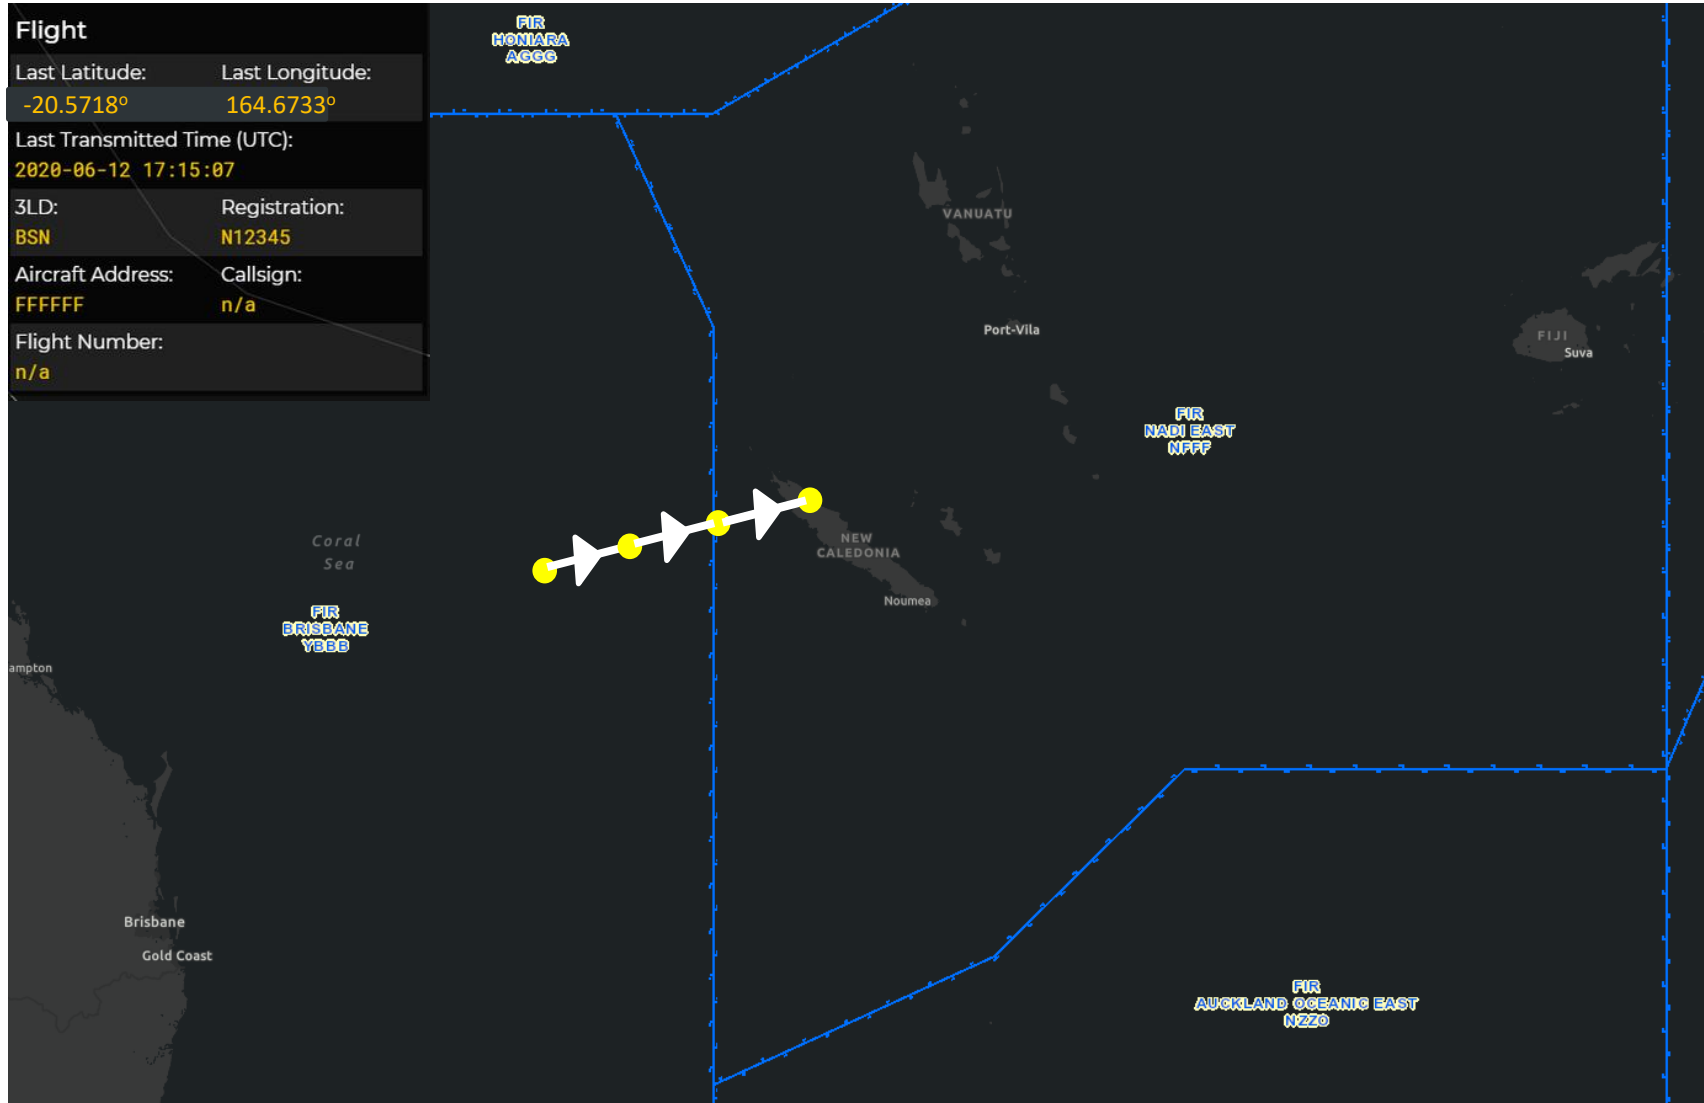 Flight
Last Latitude: Last Longitude:
-20.5718º 164.6733º
Last Transmitted Time (UTC):
2020-06-12 17:15:07
3LD: Registration:
BSN N12345
Aircraft Address: Callsign:
FFFFFF n/a
Flight Number:
n/a
FIR
HONIARA
AGGG
VANUATU
Port-Vila
FIJI
Suva
FIR
NADI EAST
NFFF
Coral
Sea
NEW
CALEDONIA
Noumea
FIR
BRISBANE
YBBB
ampton
Brisbane
Gold Coast
FIR
AUCKLAND OCEANIC EAST
NZZO